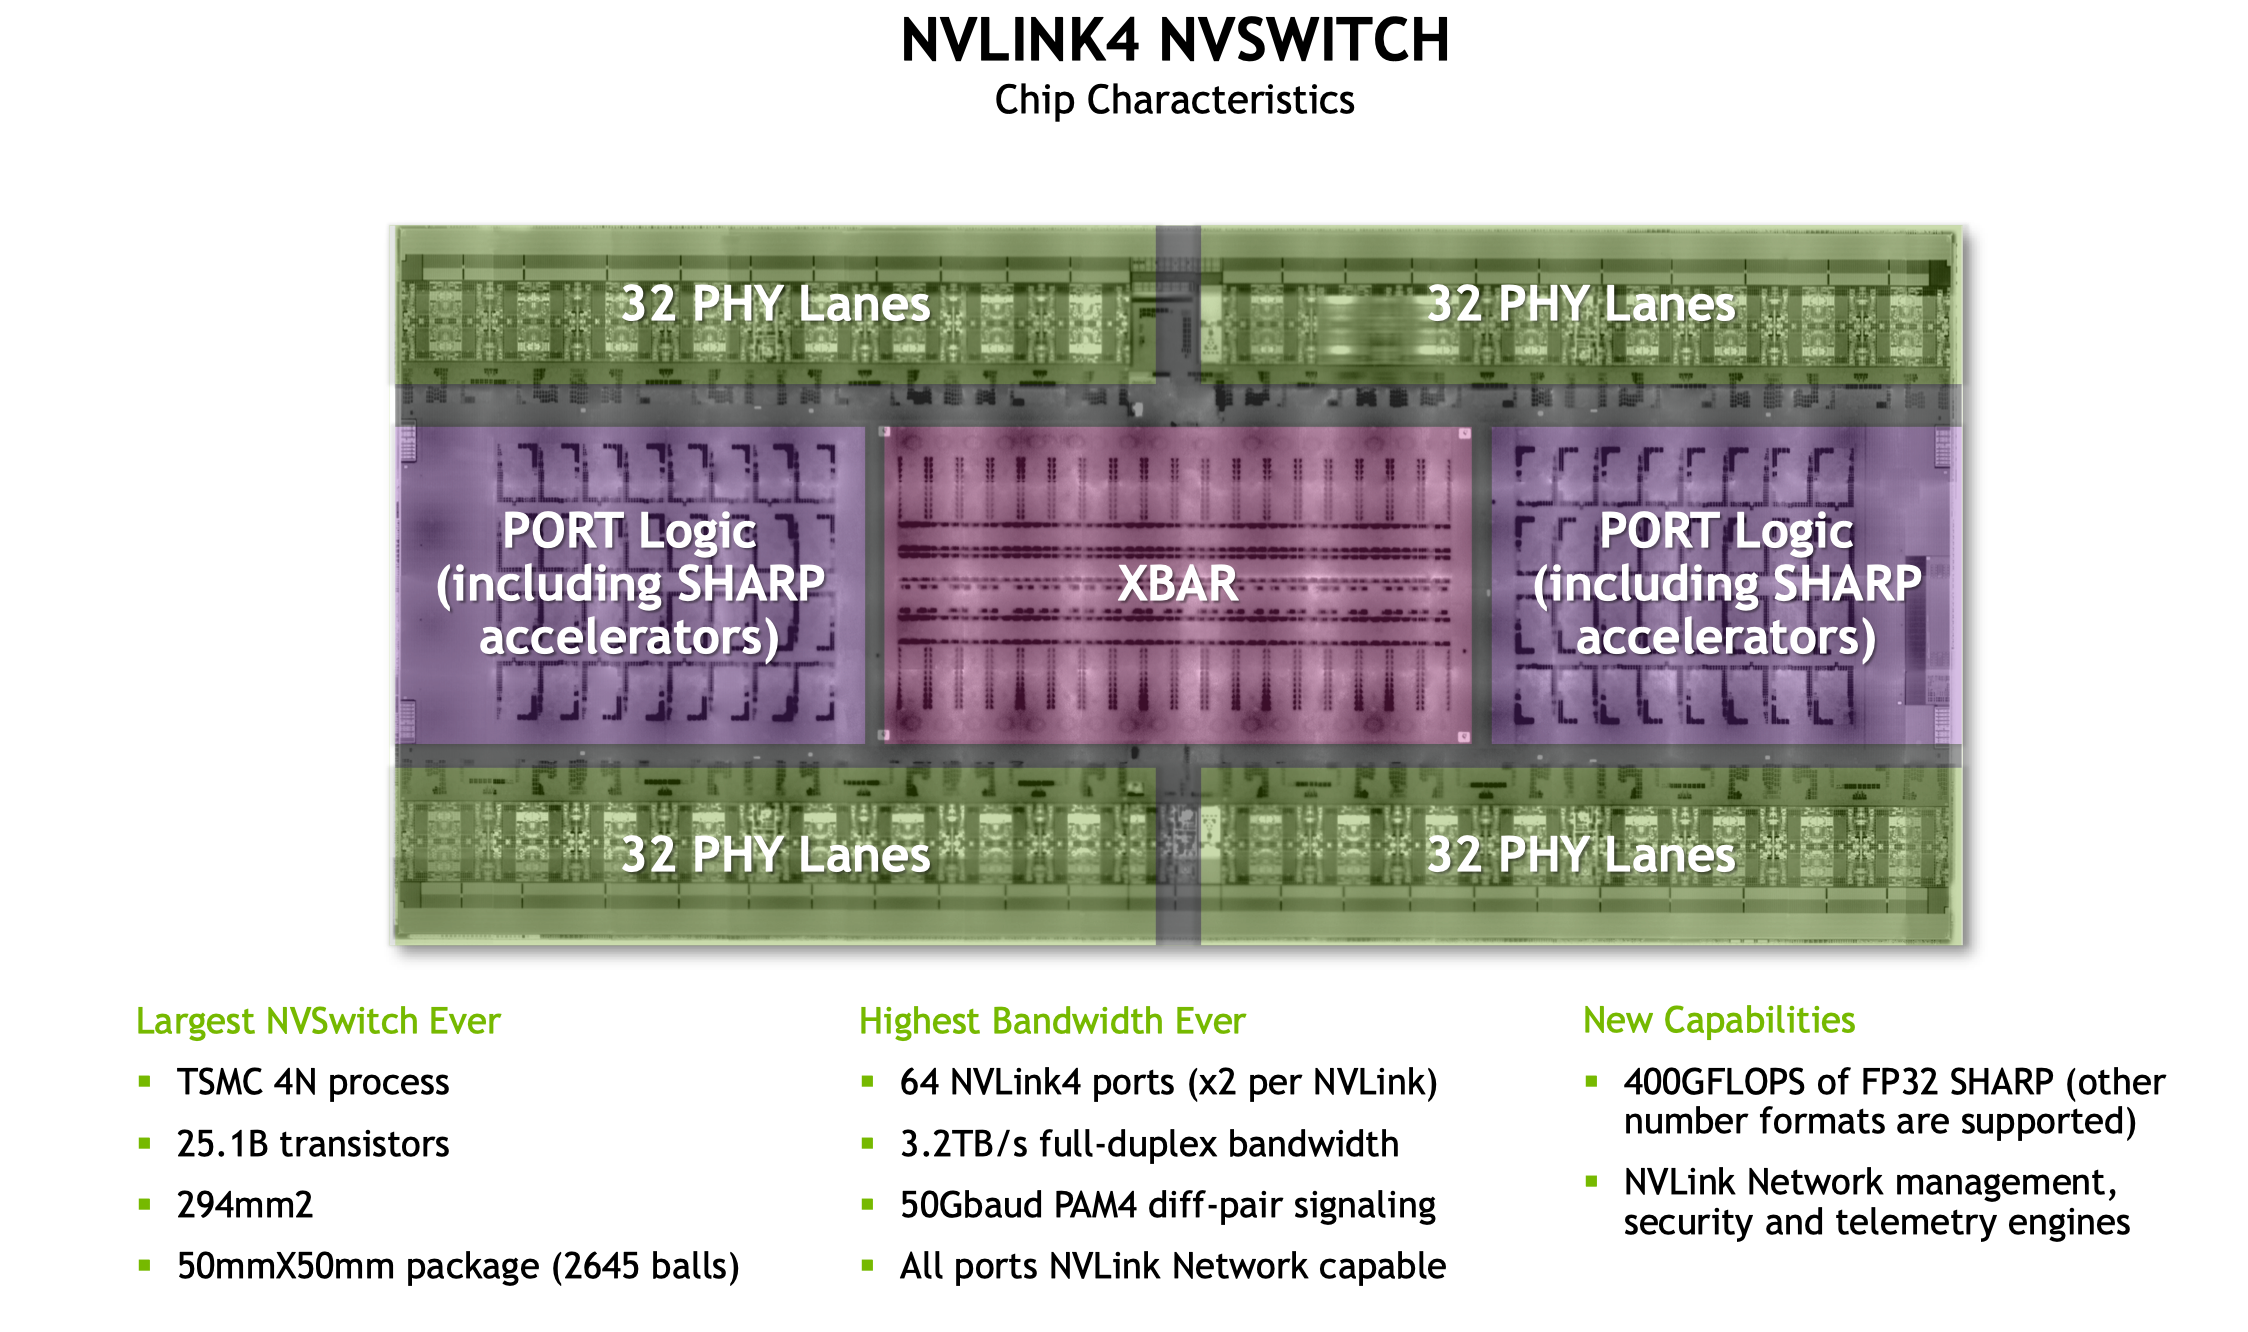 NVLINK4 NVSWITCH
Chip Characteristics
32 PHY Lanes
32 PHY Lanes
PORT Logic
(including SHARP
accelerators)
XBAR
PORT Logic
(including SHARP
accelerators)
32 PHY Lanes
32 PHY Lanes
Largest NVSwitch Ever
▪ TSMC 4N process
▪ 25.1B transistors
▪ 294mm2
▪ 50mmX50mm package (2645 balls)
Highest Bandwidth Ever
▪ 64 NVLink4 ports (x2 per NVLink)
▪ 3.2TB/s full-duplex bandwidth
▪ 50Gbaud PAM4 diff-pair signaling
▪ All ports NVLink Network capable
New Capabilities
▪ 400GFLOPS of FP32 SHARP (other
number formats are supported)
▪ NVLink Network management,
security and telemetry engines